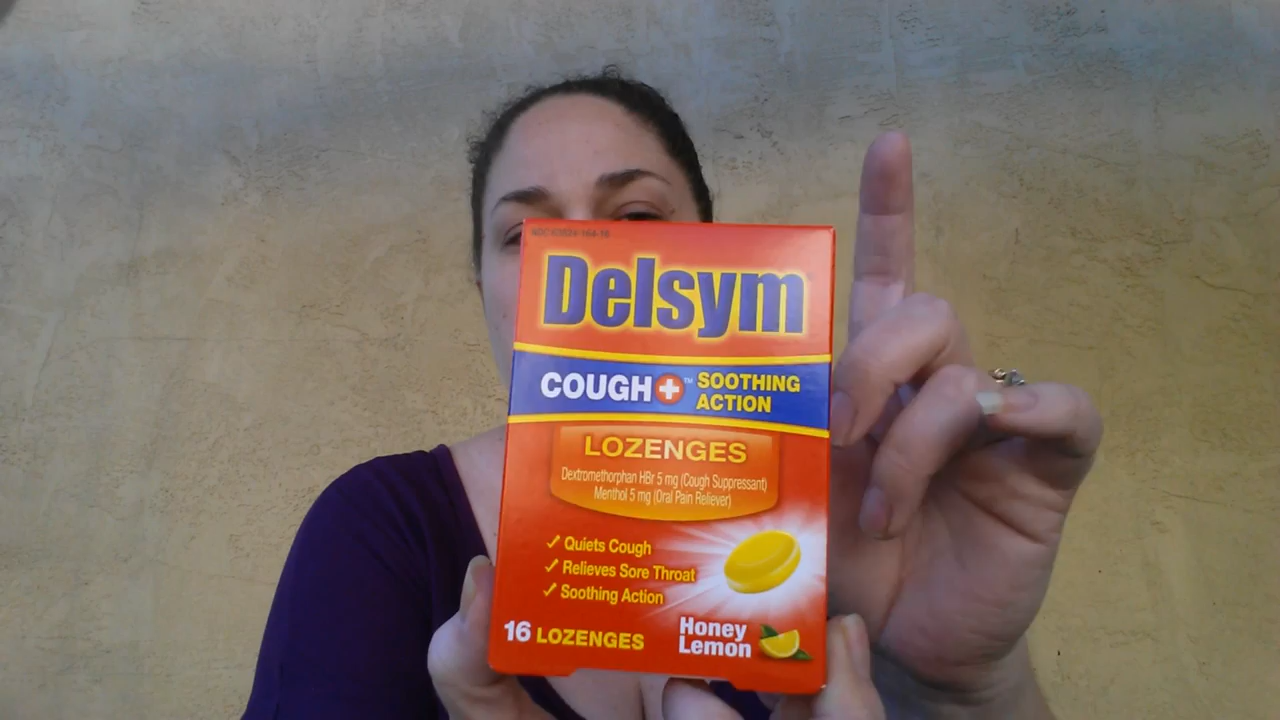 Delsym
COUGH+™ SOOTHING
ACTION
LOZENGES
Dextromethorphan HBr 5 mg (Cough Suppressant)
Menthol 5 mg (Oral Pain Reliever)
Quiets Cough
Relieves Sore Throat
Soothing Action
16 LOZENGES
Honey
Lemon